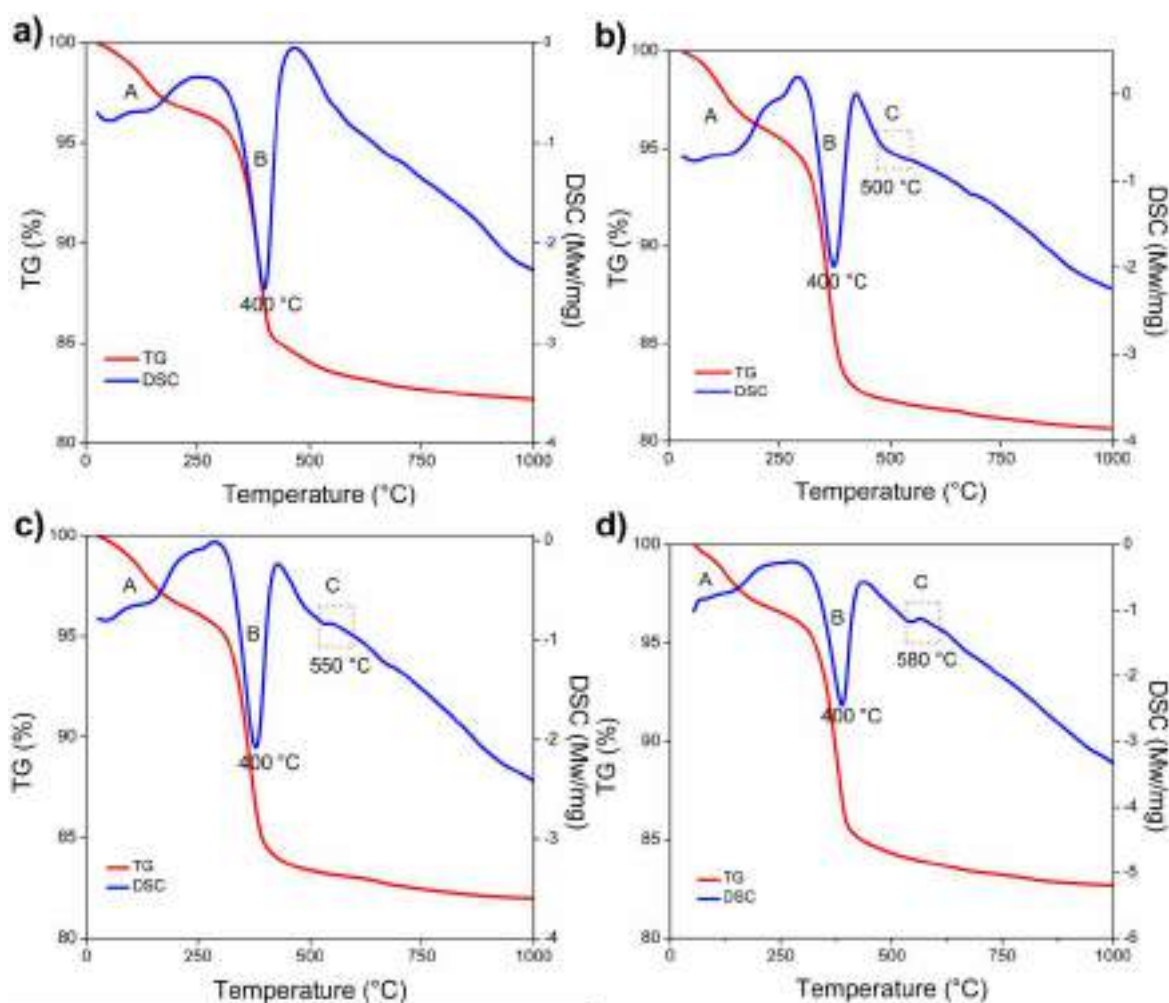 a)
100
95
90
85
80
TG (%)
A
B
400 °C
TG
DSC
0
-1
-2
-3
-4
DSC (Mw/mg)
0
250
500
750
1000
Temperature (°C)
b)
100
95
90
85
80
TG (%)
A
B
C
500 °C
400 °C
TG
DSC
0
-1
-2
-3
-4
DSC (Mw/mg)
0
250
500
750
1000
Temperature (°C)
c)
100
95
90
85
80
TG (%)
A
B
C
550 °C
400 °C
TG
DSC
0
-1
-2
-3
-4
DSC (Mw/mg)
0
250
500
750
1000
Temperature (°C)
d)
100
95
90
85
80
TG (%)
A
B
C
580 °C
400 °C
TG
DSC
0
-1
-2
-3
-4
-5
-6
DSC (Mw/mg)
0
250
500
750
1000
Temperature (°C)